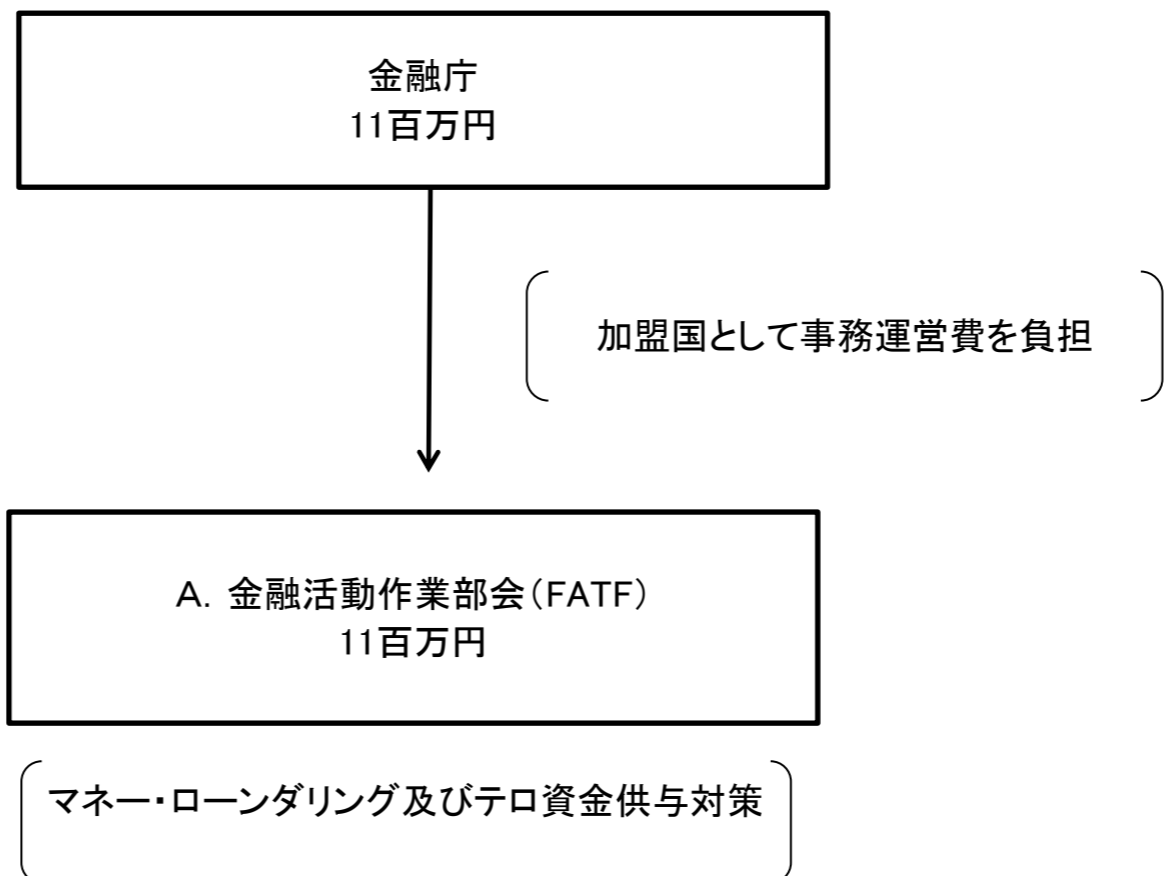 金融庁
11百万円
加盟国として事務運営費を負担
A．金融活動作業部会（FATF）
11百万円
マネー・ローンダリング及びテロ資金供与対策